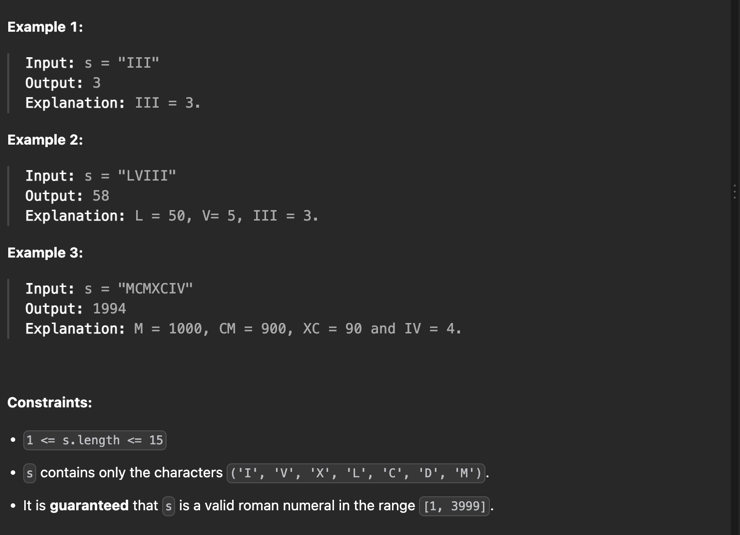 Example 1:
Input: s = "III"
Output: 3
Explanation: III = 3.
Example 2:
Input: s = "LVIII"
Output: 58
Explanation: L = 50, V= 5, III = 3.
Example 3:
Input: s = "MCMXCIV"
Output: 1994
Explanation: M = 1000, CM = 900, XC = 90 and IV = 4.
Constraints:
• 1 <= s.length <= 15
• s contains only the characters ('I', 'V', 'X', 'L', 'C', 'D', 'M').
• It is guaranteed that s is a valid roman numeral in the range [1, 3999].